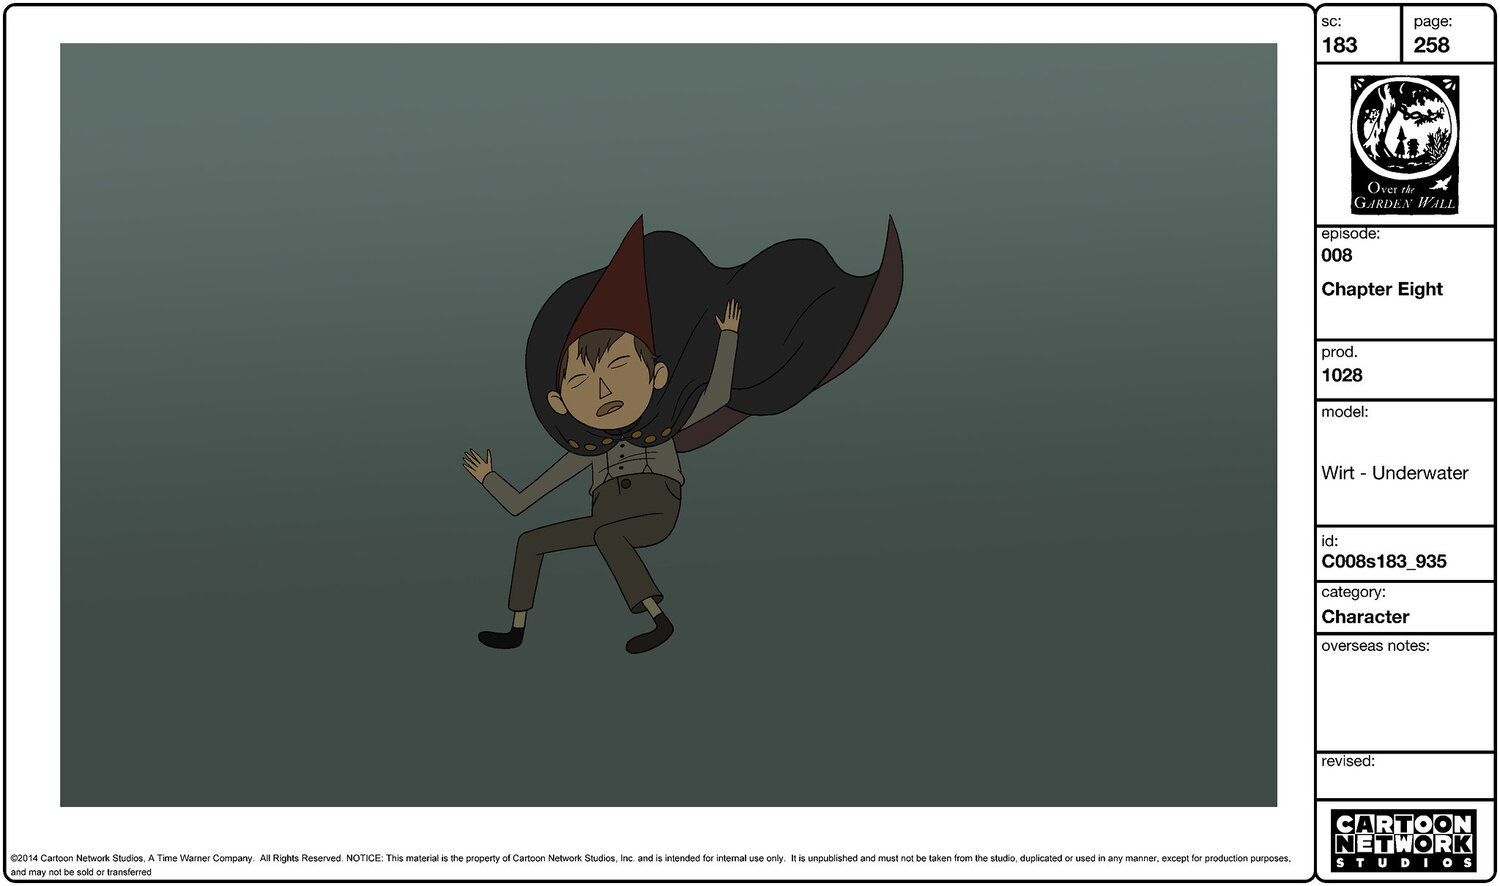 sc:
183
page:
258
Over the
GARDEN WALL
episode:
008
Chapter Eight
prod.
1028
model:
Wirt - Underwater
id:
C008s183_935
category:
Character
overseas notes:
revised:
CARTOON
NETWORK
STUDIOS
©2014 Cartoon Network Studios, A Time Warner Company.  All Rights Reserved. NOTICE: This material is the property of Cartoon Network Studios, Inc. and is intended for internal use only.  It is unpublished and must not be taken from the studio, duplicated or used in any manner, except for production purposes,
and may not be sold or transferred